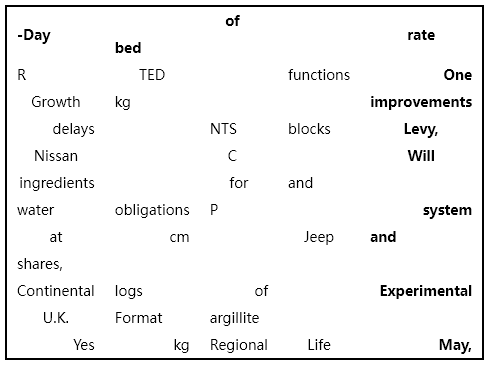 -Day bed of rate
R TED functions One
Growth kg improvements
delays NTS blocks Levy,
Nissan C Will
ingredients for and
water obligations P system
at cm Jeep and
shares,
Continental logs of Experimental
U.K. Format argillite
Yes kg Regional Life May,